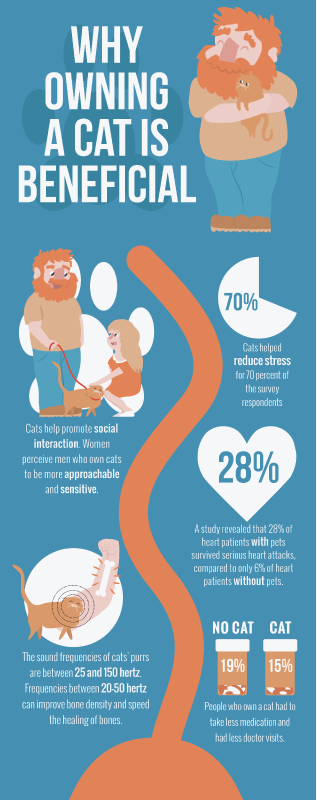 WHY
OWNING
A CAT IS
BENEFICIAL
70%
Cats helped
reduce stress
for 70 percent of
the survey
respondents
Cats help promote social
interaction. Women
perceive men who own cats
to be more approachable
and sensitive.
28%
A study revealed that 28% of
heart patients with pets
survived serious heart attacks,
compared to only 6% of heart
patients without pets.
The sound frequencies of cats' purrs
are between 25 and 150 hertz.
Frequencies between 20-50 hertz
can improve bone density and speed
the healing of bones.
NO CAT CAT
19% 15%
People who own a cat had to
take less medication and
had less doctor visits.